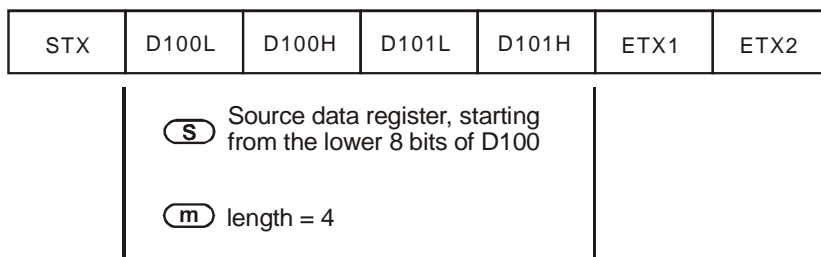 STX D100L D100H D101L D101H ETX1 ETX2
S Source data register, starting
from the lower 8 bits of D100
m length = 4